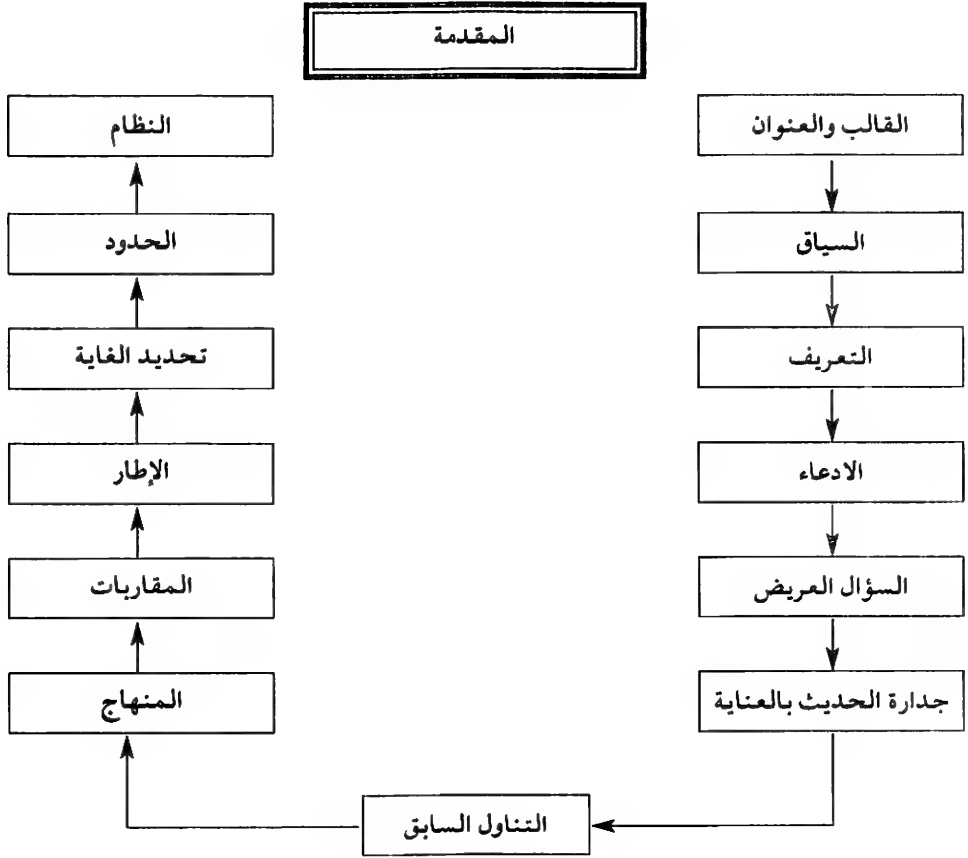 المقدمة
القالب والعنوان
السياق
التعريف
الادعاء
السؤال العريض
جدارة الحديث بالعناية
التناول السابق
المنهاج
المقاربات
الإطار
تحديد الغاية
الحدود
النظام